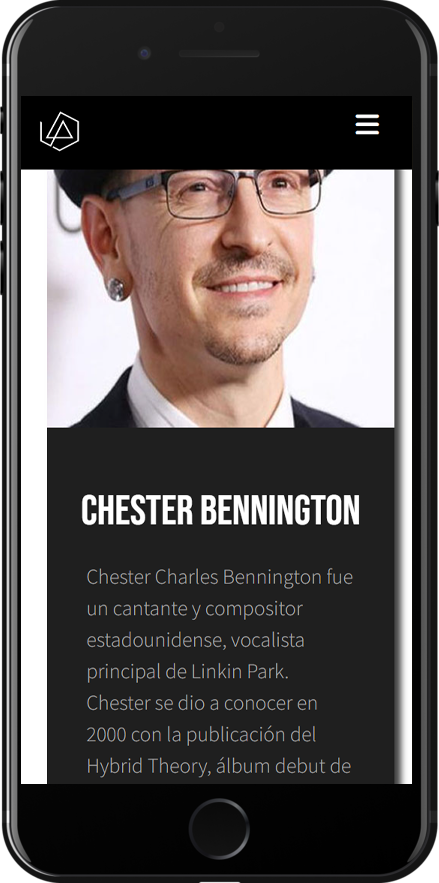 CHESTER BENNINGTON
Chester Charles Bennington fue
un cantante y compositor
estadounidense, vocalista
principal de Linkin Park.
Chester se dio a conocer en
2000 con la publicación del
Hybrid Theory, álbum debut de